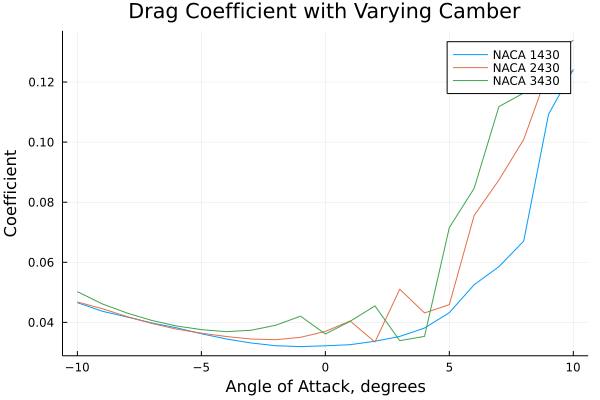 Drag Coefficient with Varying Camber
NACA 1430
NACA 2430
NACA 3430
0.12
0.10
0.08
0.06
0.04
Coefficient
−10
−5
0
5
10
Angle of Attack, degrees